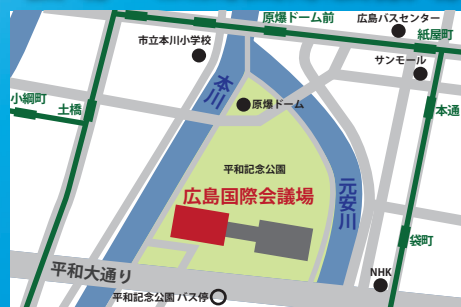 原爆ドーム前
広島バスセンター
紙屋町
市立本川小学校
サンモール
小網町
土橋
本川
原爆ドーム
本通
平和記念公園
元安川
広島国際会議場
袋町
平和大通り
NHK
平和記念公園 バス停